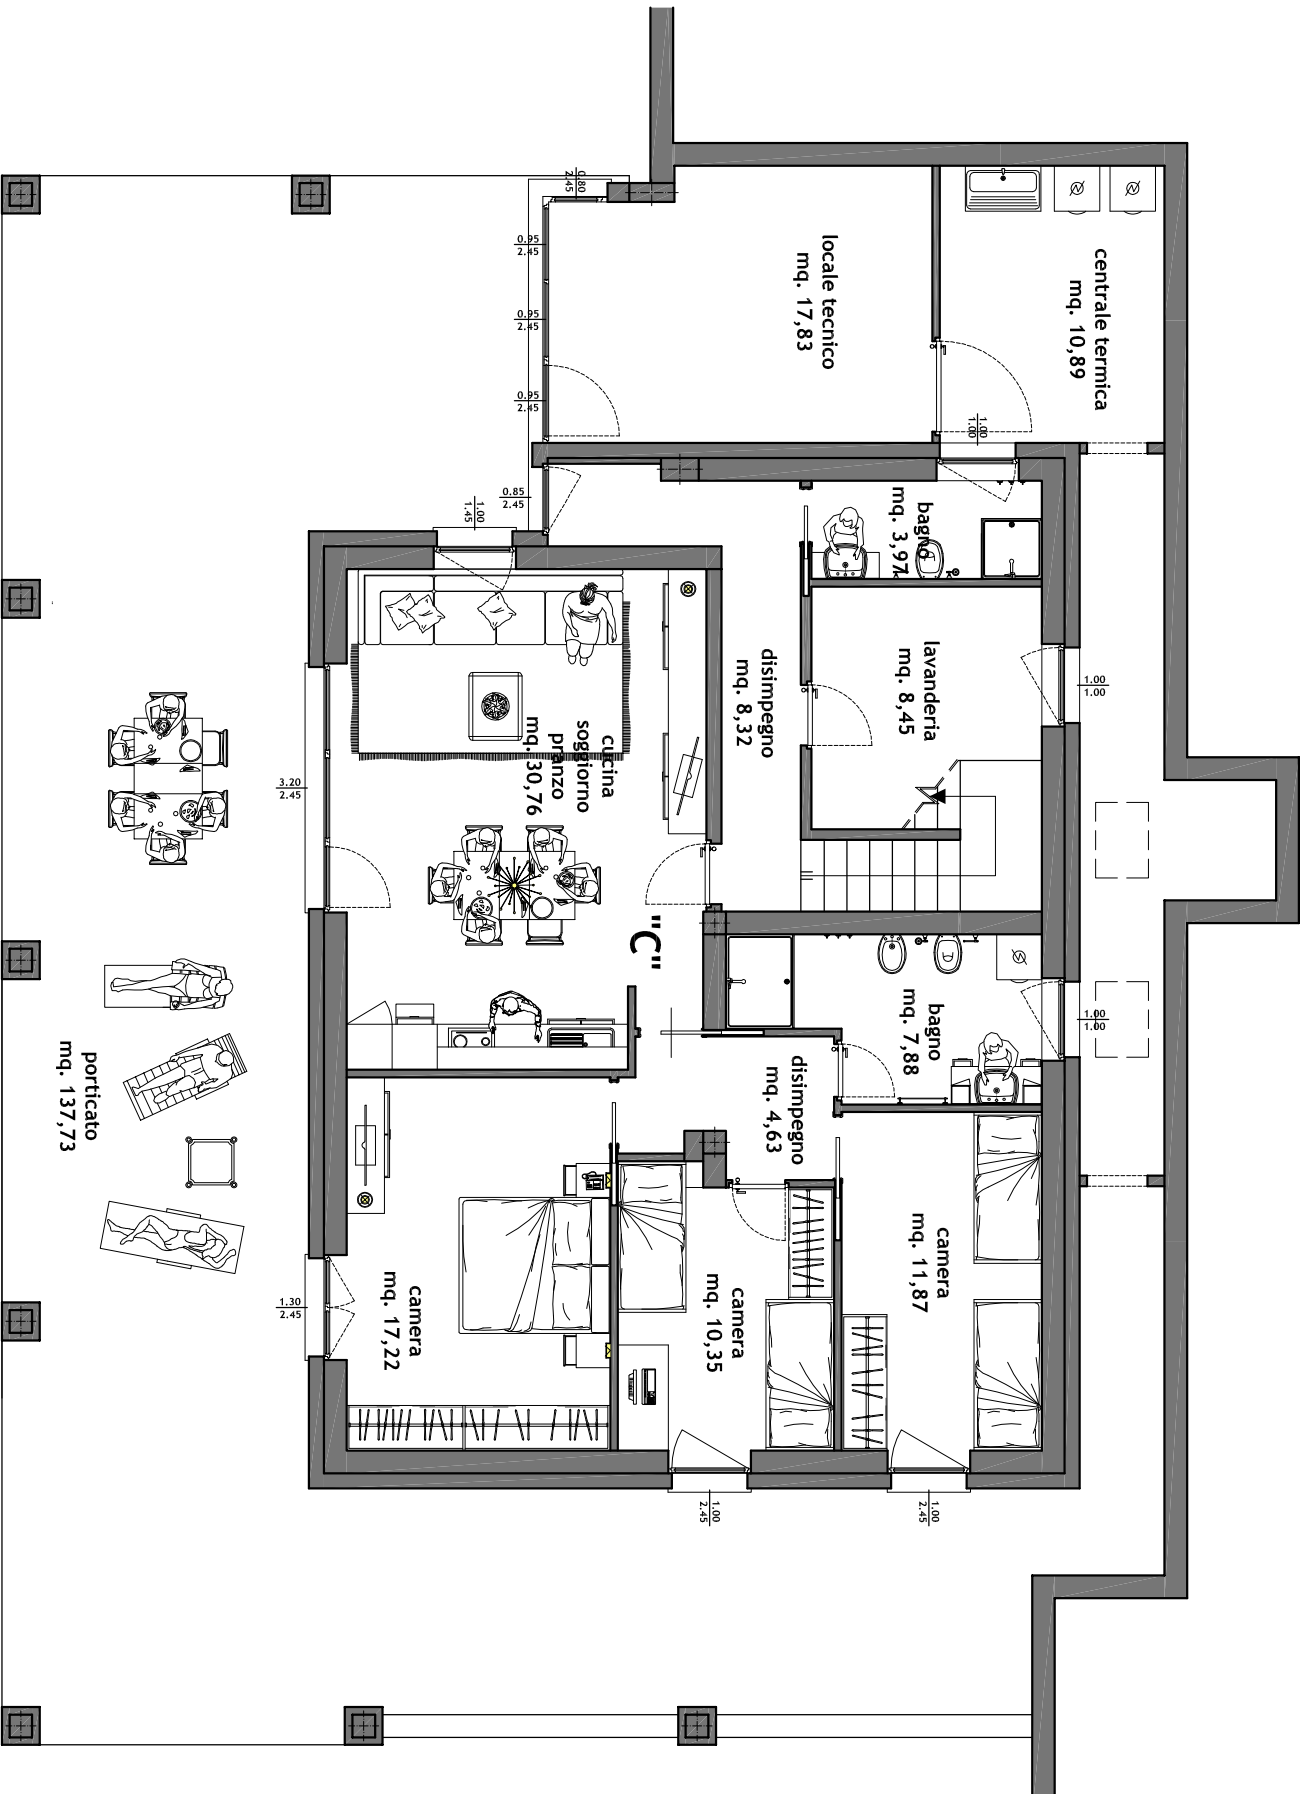 centrale termica
mq. 10,89
locale tecnico
mq. 17,83
0.80
2.45
0.95
2.45
0.95
2.45
0.95
2.45
0.85
2.45
1.00
1.45
1.00
1.00
bagno
mq. 3,97
lavanderia
mq. 8,45
1.00
1.00
disimpegno
mq. 8,32
cucina
soggiorno
pranzo
mq. 30,76
3.20
2.45
"C"
bagno
mq. 7,88
1.00
1.00
disimpegno
mq. 4,63
porticato
mq. 137,73
camera
mq. 11,87
camera
mq. 10,35
camera
mq. 17,22
1.30
2.45
1.00
2.45
1.00
2.45